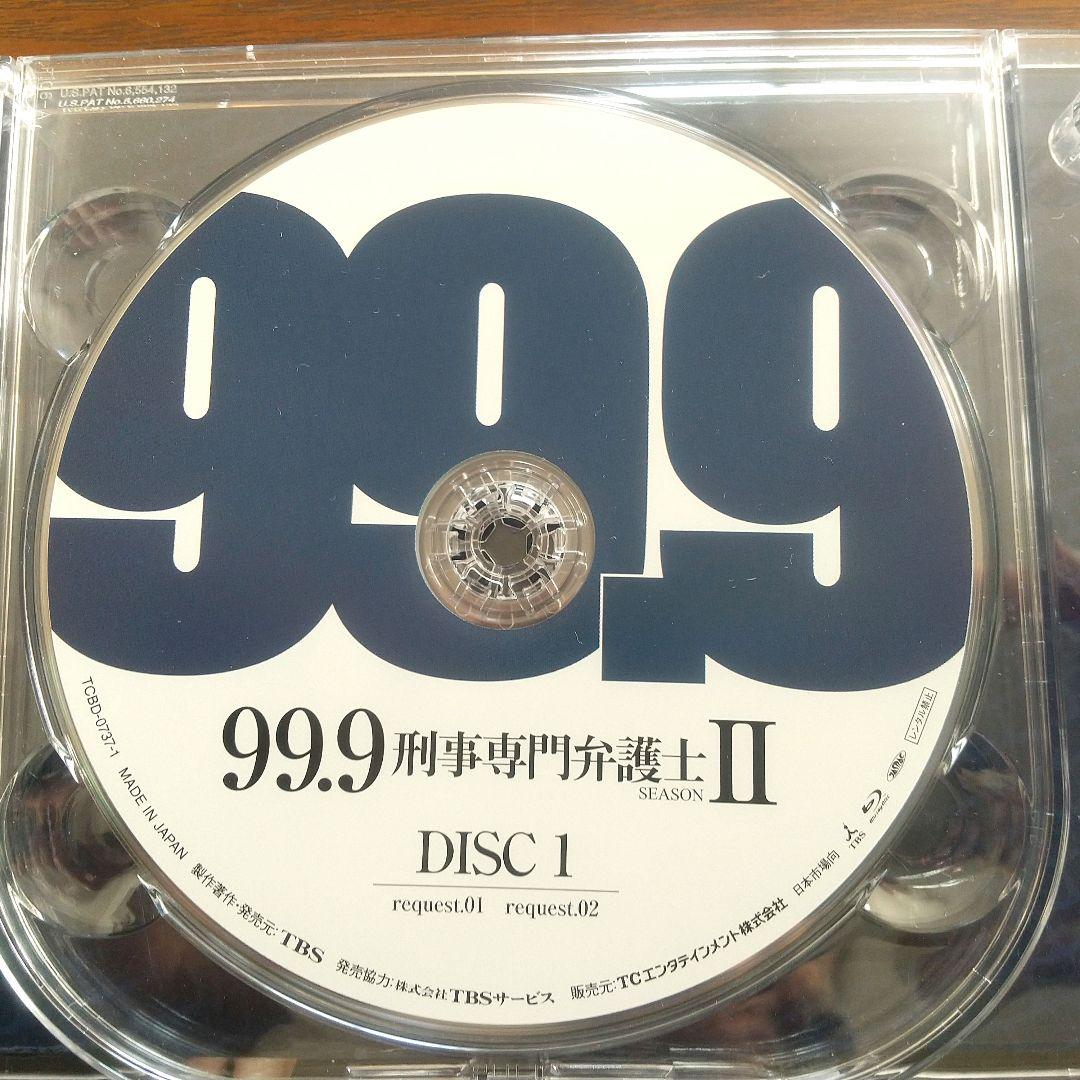 U.S.PAT No.6,554,132
U.S.PAT No.6,660,274
99.9
99.9 刑事専門弁護士 II
SEASON
DISC 1
request.01 request.02
TCBD-0737-1 MADE IN JAPAN 製作著作・発売元:TBS 発売協力:株式会社TBSサービス 販売元:TCエンタテインメント株式会社 日本市場向
TBS
Blu-ray Disc
レンタル禁止